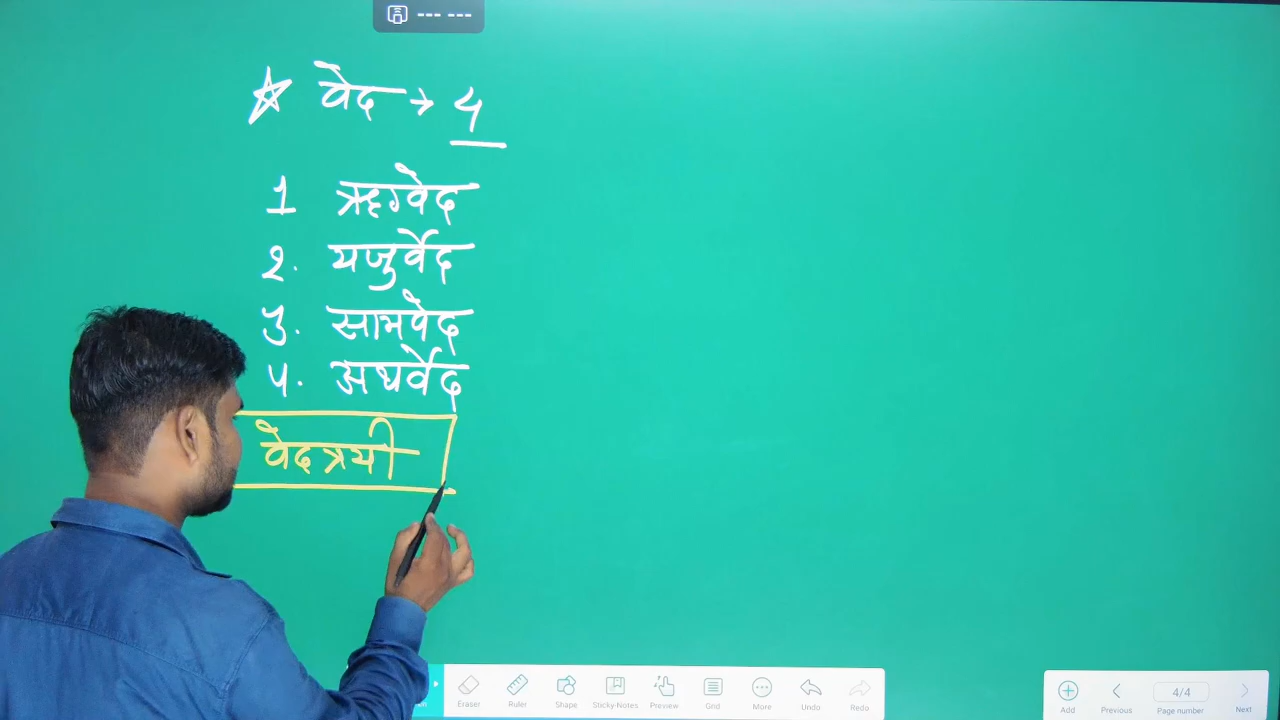 --- ---
★ वेद → 4
1 ऋग्वेद
2. यजुर्वेद
3. सामवेद
4. अथर्वेद
वेदत्रयी
Eraser Ruler Shape Sticky-Notes Preview Grid More Undo Redo
Add Previous 4/4 Page number Next